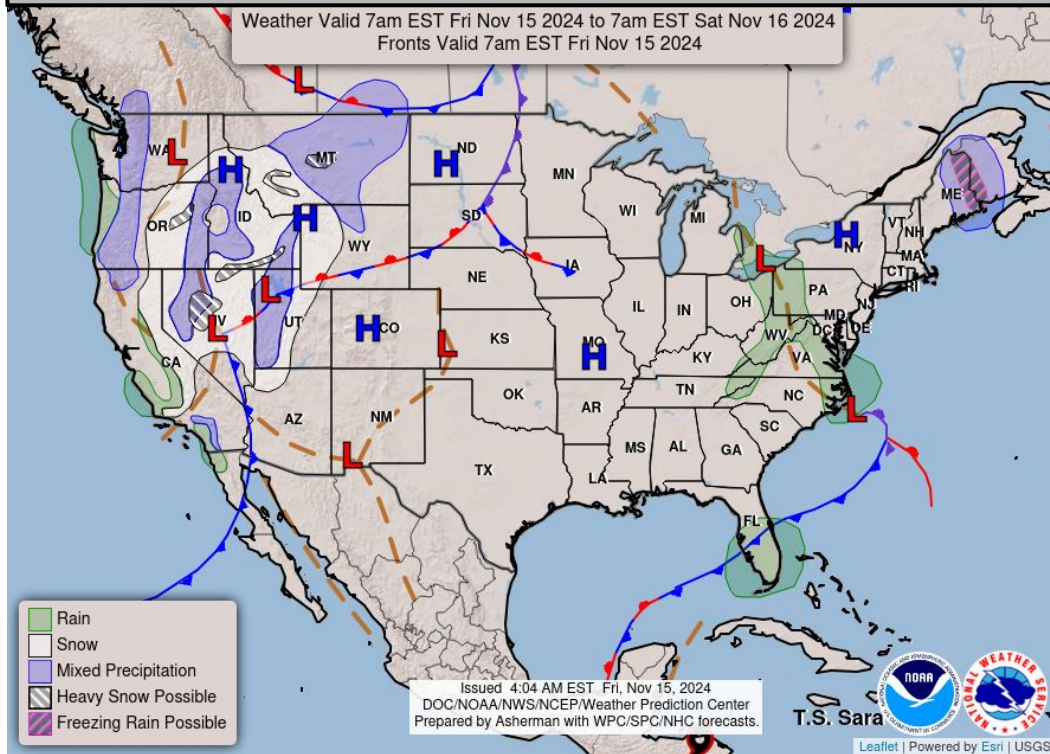 Weather Valid 7am EST Fri Nov 15 2024 to 7am EST Sat Nov 16 2024
Fronts Valid 7am EST Fri Nov 15 2024
L
WA
L
H
MT
H
ND
MN
OR
ID
H
WY
SD
WI
MI
L
H
NY
VT
NH
ME
MA
CT
RI
L
NV
L
UT
H
CO
NE
IA
IL
IN
OH
PA
NJ
MD
DE
DC
WV
VA
CA
L
KS
MO
H
KY
AZ
NM
L
OK
AR
TN
NC
SC
L
TX
LA
MS
AL
GA
FL
Rain
Snow
Mixed Precipitation
Heavy Snow Possible
Freezing Rain Possible
Issued 4:04 AM EST Fri, Nov 15, 2024
DOC/NOAA/NWS/NCEP/Weather Prediction Center
Prepared by Asherman with WPC/SPC/NHC forecasts.
T.S. Sara
NOAA
NATIONAL WEATHER SERVICE
Leaflet | Powered by Esri | USGS